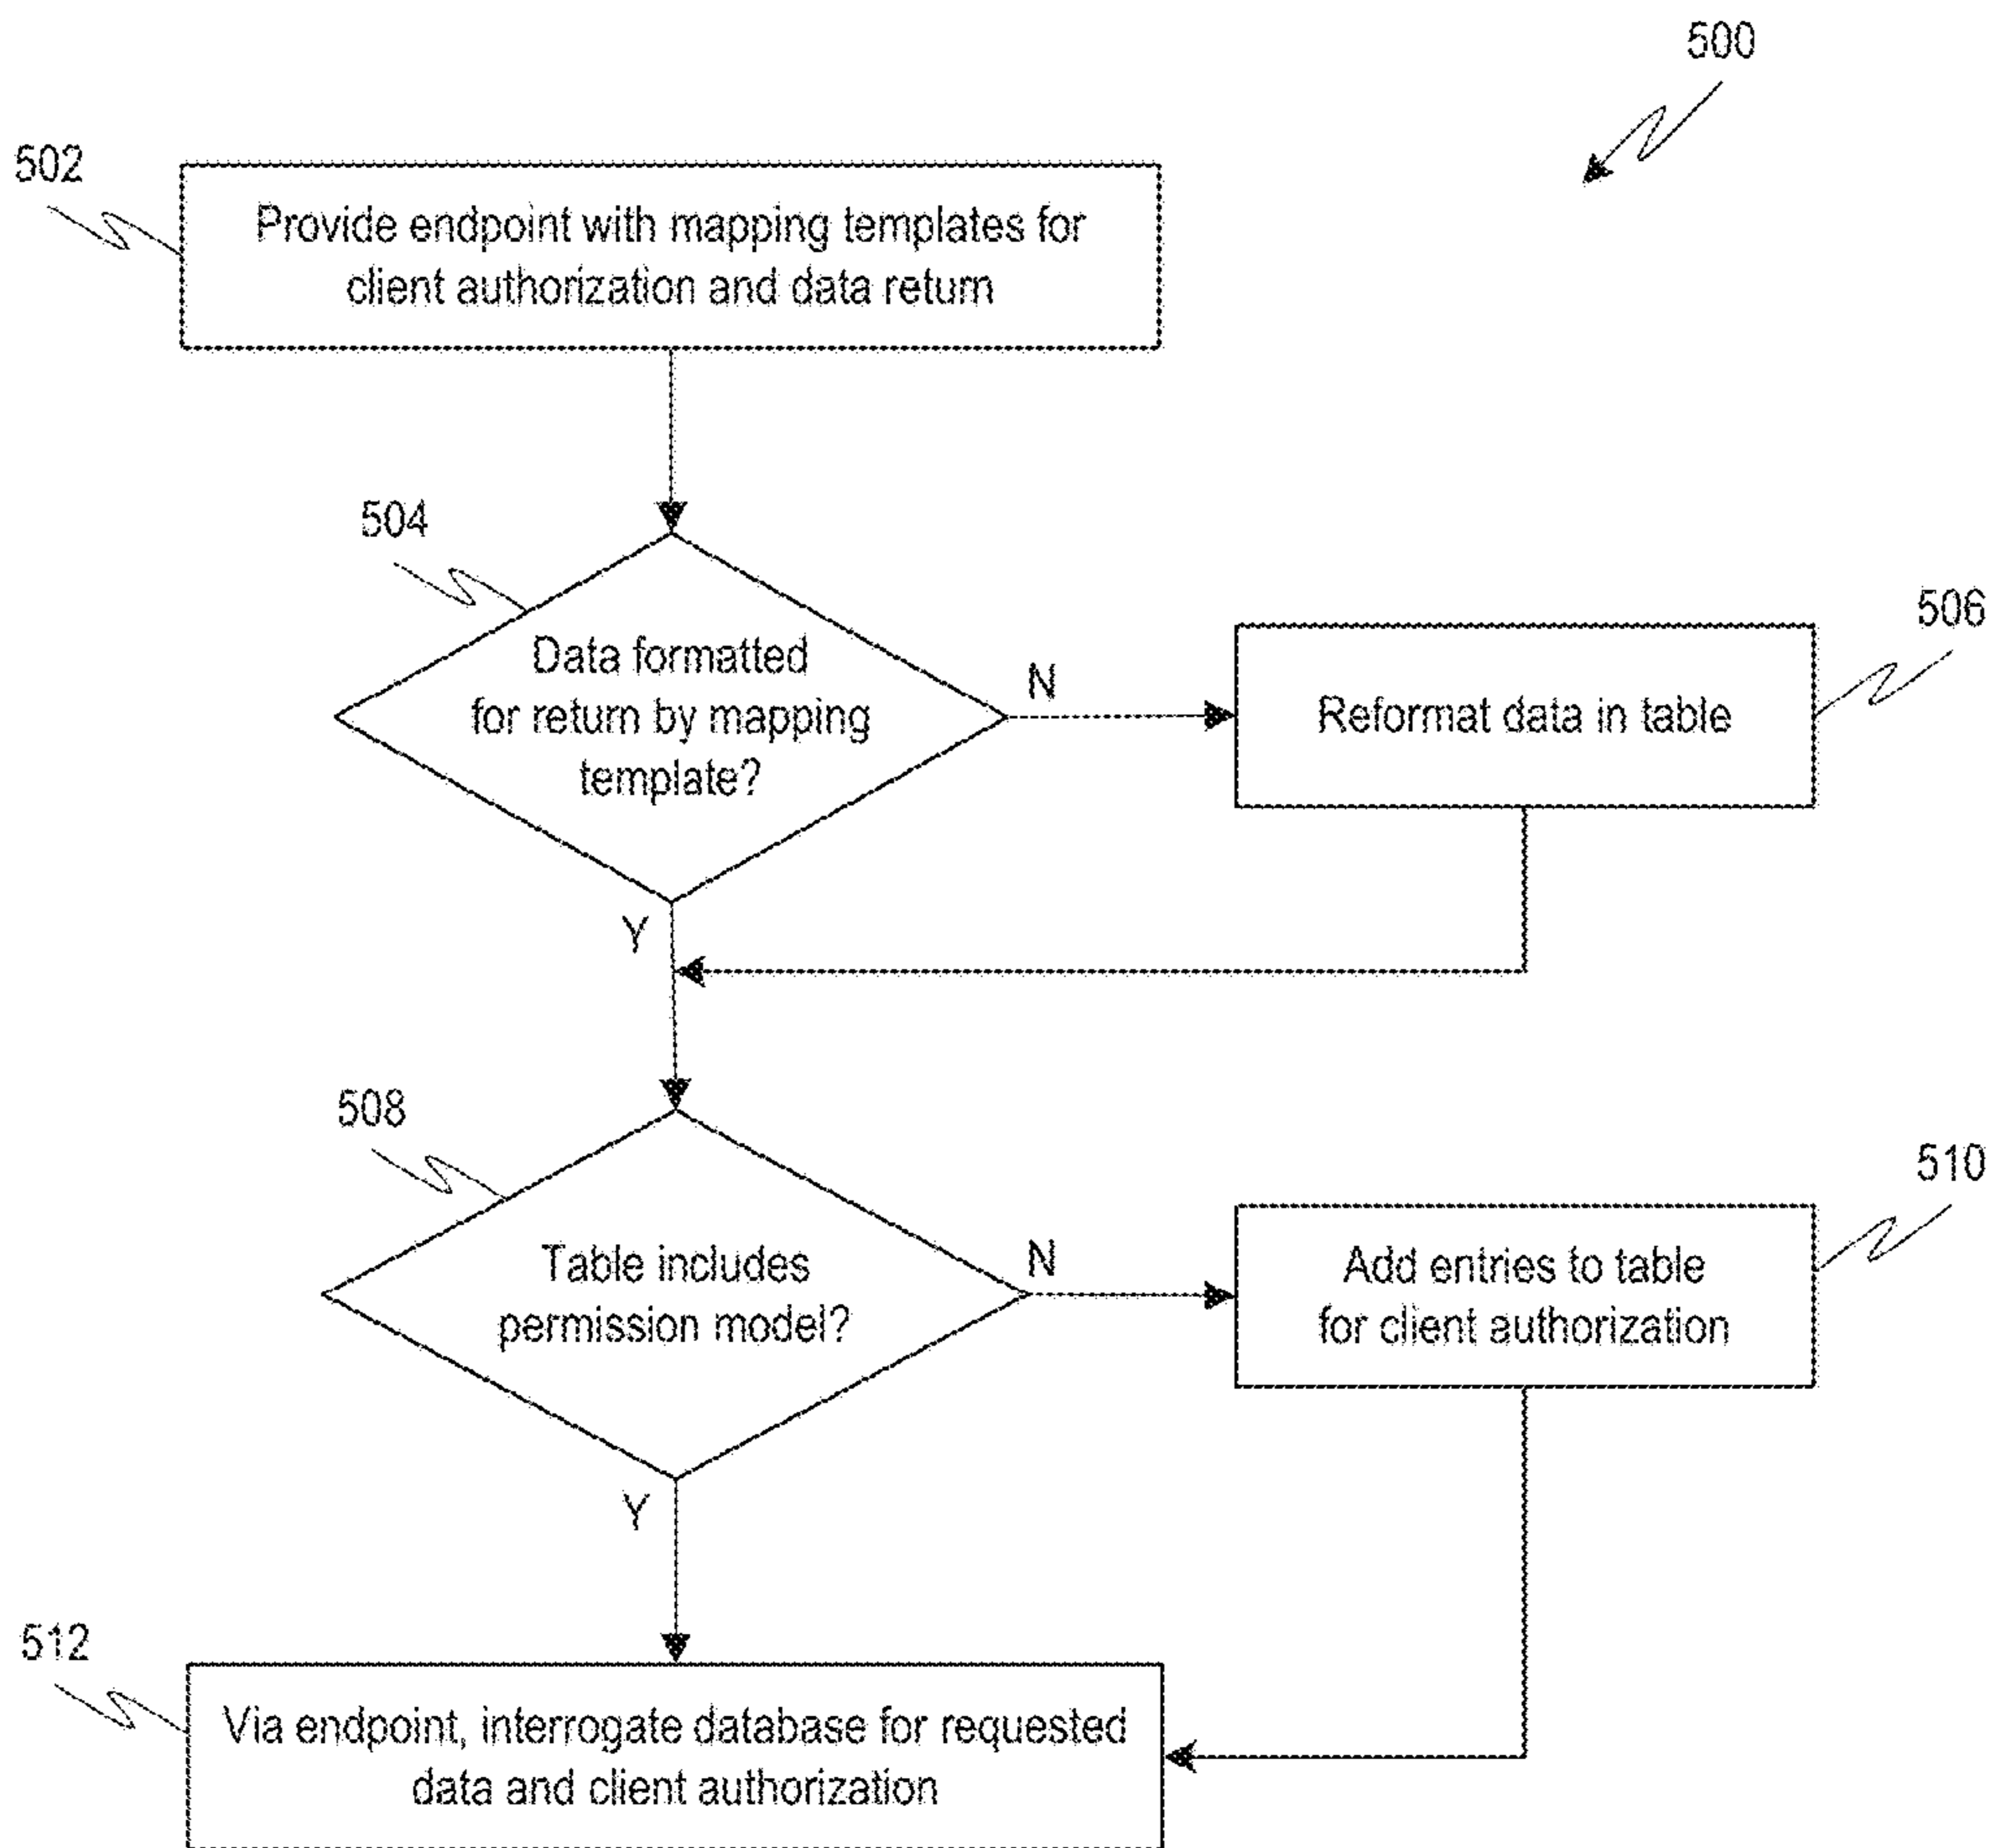 500
502
Provide endpoint with mapping templates for
client authorization and data return
504
Data formatted
for return by mapping
template?
N
506
Reformat data in table
Y
508
Table includes
permission model?
N
510
Add entries to table
for client authorization
Y
512
Via endpoint, interrogate database for requested
data and client authorization